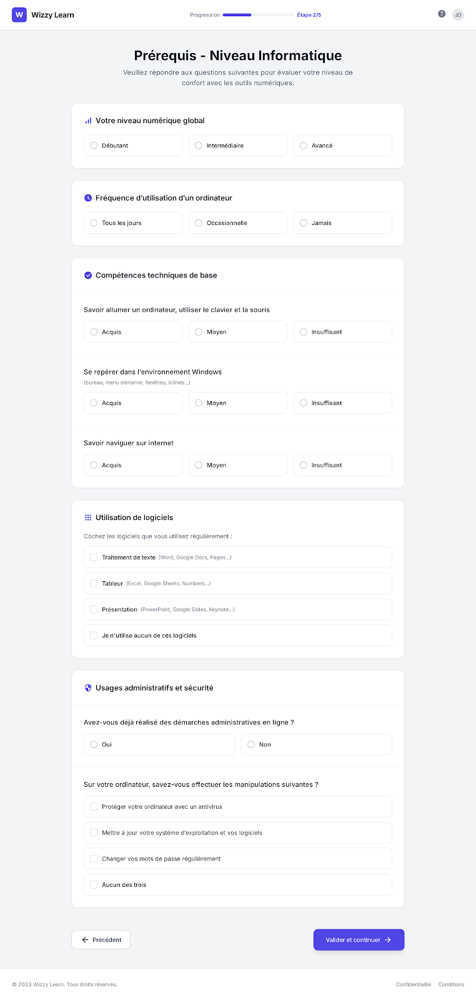 W Wizzy Learn Progression Étape 2/5 ? JD
Prérequis - Niveau Informatique
Veuillez répondre aux questions suivantes pour évaluer votre niveau de
confort avec les outils numériques.
Votre niveau numérique global
Débutant Intermédiaire Avancé
Fréquence d’utilisation d’un ordinateur
Tous les jours Occasionnelle Jamais
Compétences techniques de base
Savoir allumer un ordinateur, utiliser le clavier et la souris
Acquis Moyen Insuffisant
Se repérer dans l’environnement Windows
(bureau, menu démarrer, fenêtres, icônes...)
Acquis Moyen Insuffisant
Savoir naviguer sur internet
Acquis Moyen Insuffisant
Utilisation de logiciels
Cochez les logiciels que vous utilisez régulièrement :
Traitement de texte (Word, Google Docs, Pages...)
Tableur (Excel, Google Sheets, Numbers...)
Présentation (PowerPoint, Google Slides, Keynote...)
Je n'utilise aucun de ces logiciels
Usages administratifs et sécurité
Avez-vous déjà réalisé des démarches administratives en ligne ?
Oui Non
Sur votre ordinateur, savez-vous effectuer les manipulations suivantes ?
Protéger votre ordinateur avec un antivirus
Mettre à jour votre système d’exploitation et vos logiciels
Changer vos mots de passe régulièrement
Aucun des trois
Précédent Valider et continuer
© 2023 Wizzy Learn. Tous droits réservés. Confidentialité Conditions